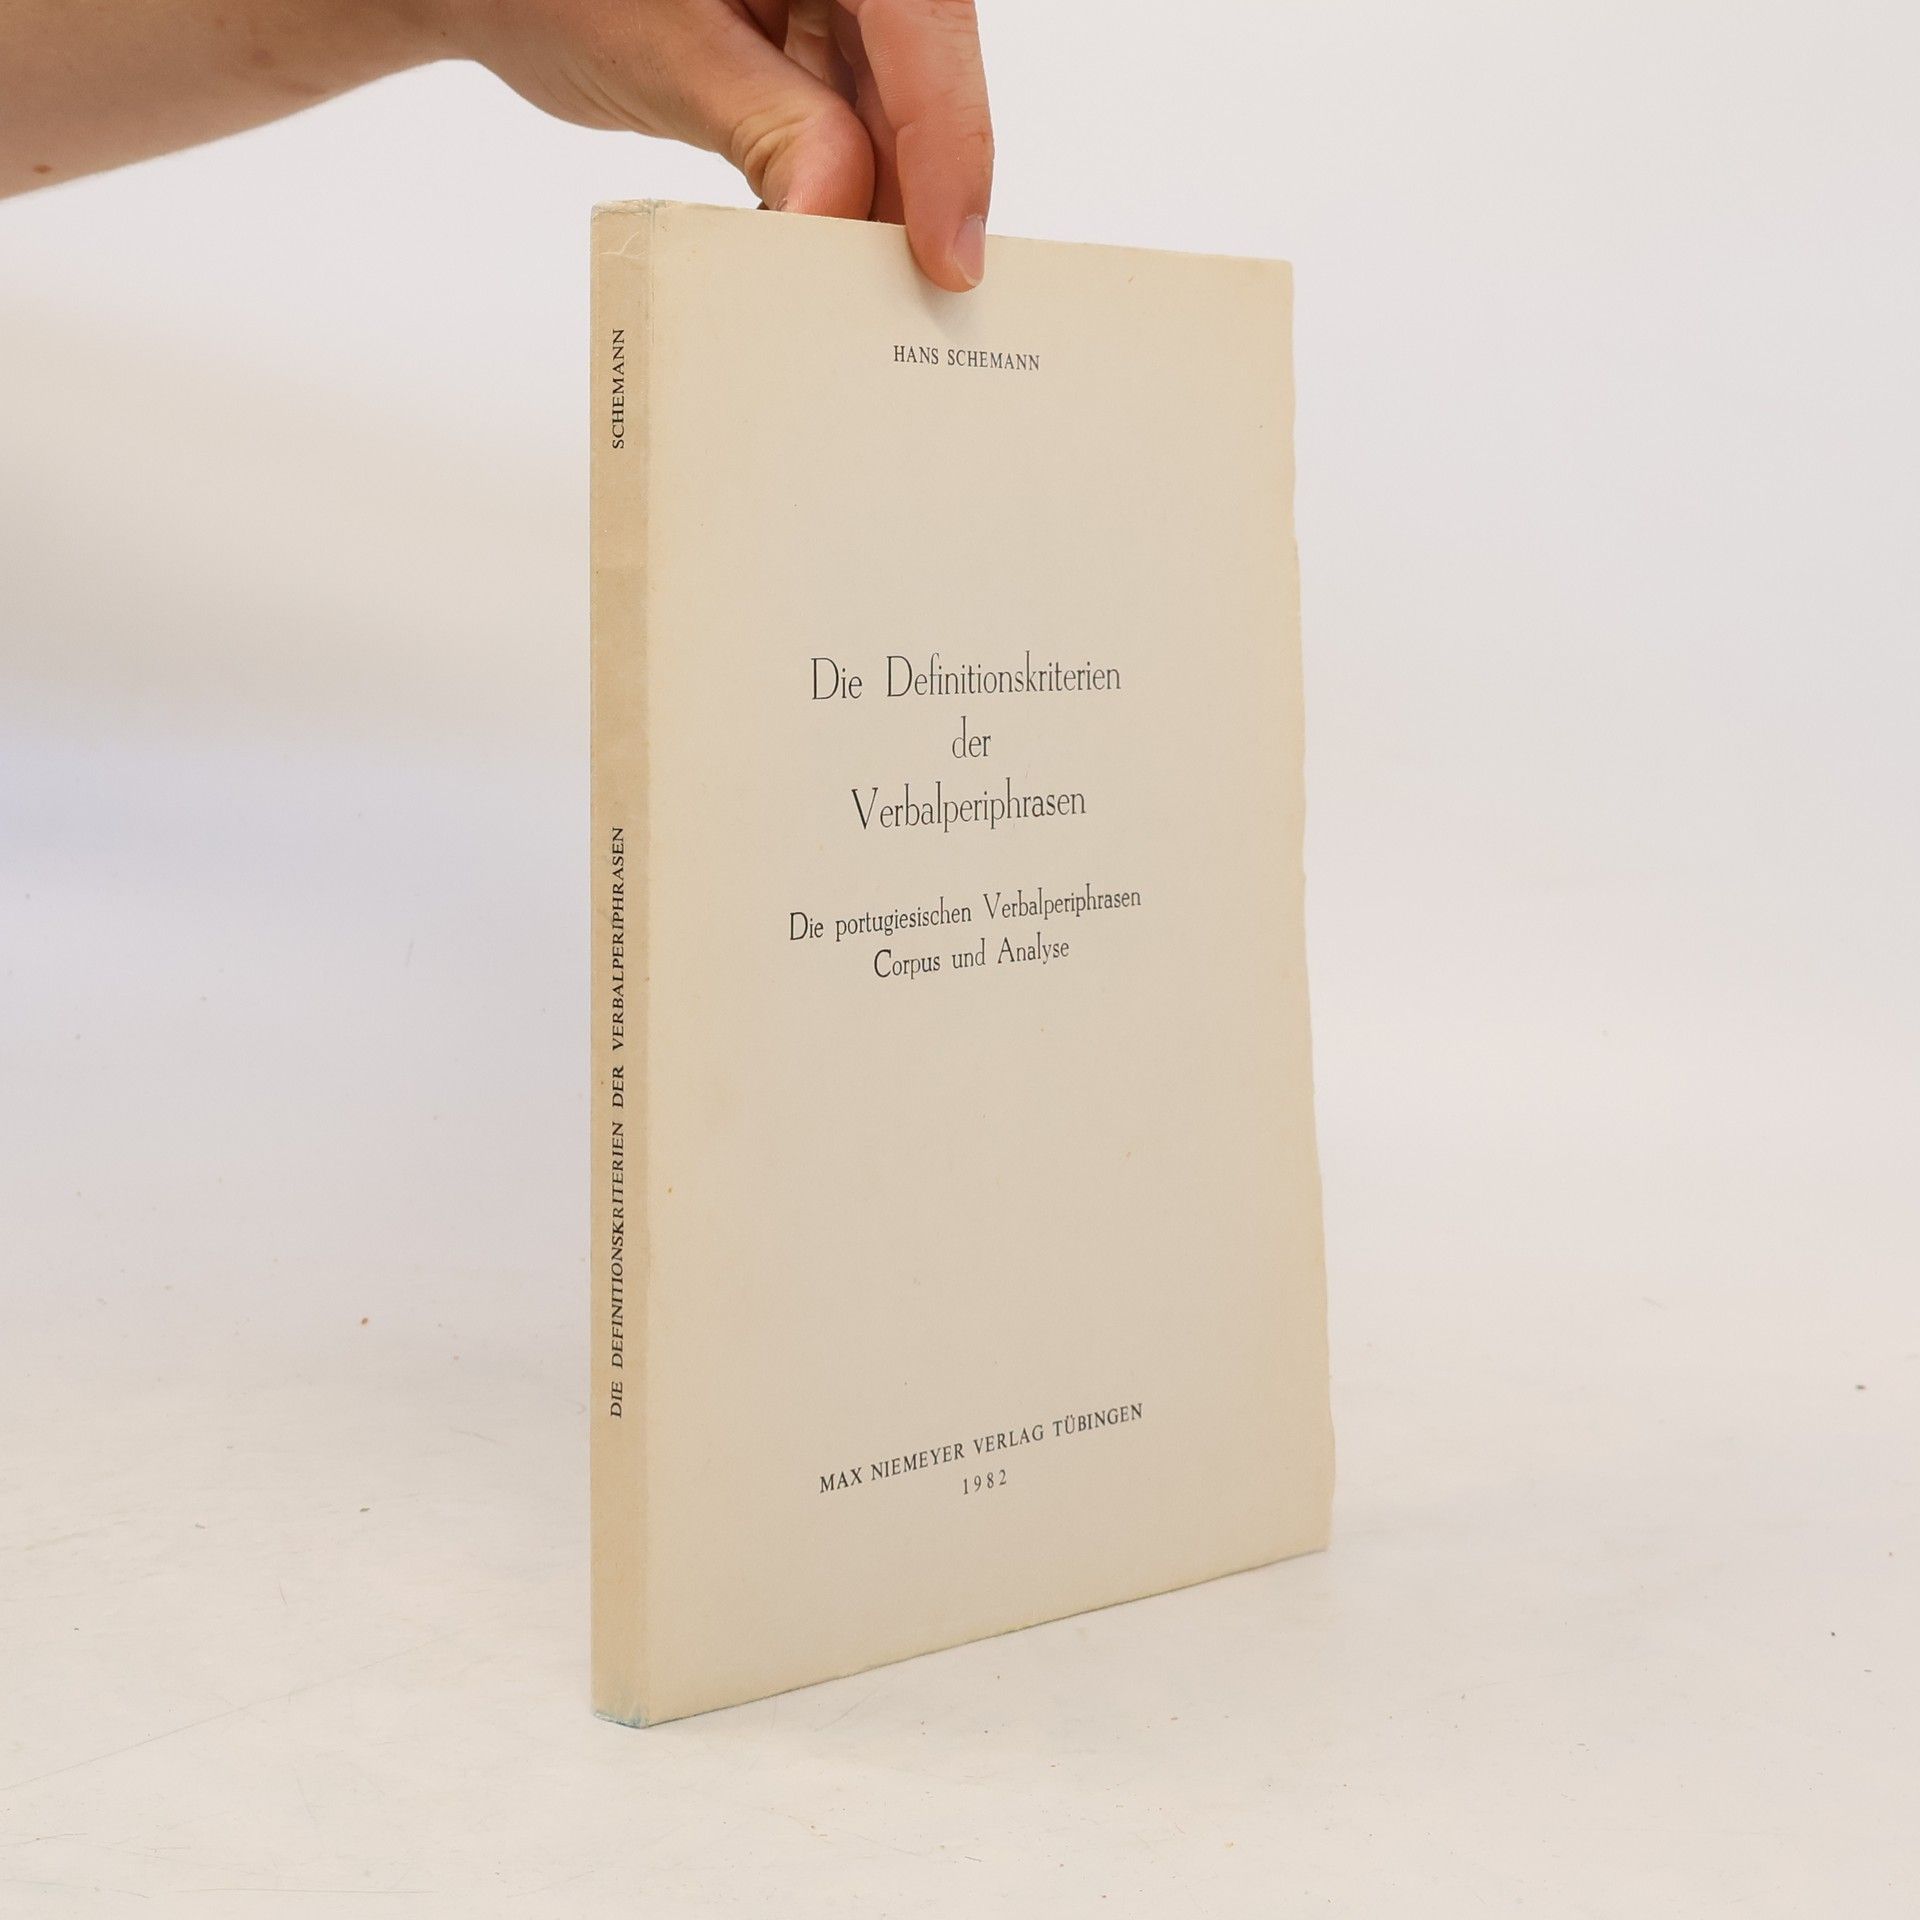 SCHEMANN
DIE DEFINITIONSKRITERIEN DER VERBALPERIPHRASEN
HANS SCHEMANN
Die Definitionskriterien
der
Verbalperiphrasen
Die portugiesischen Verbalperiphrasen
Corpus und Analyse
MAX NIEMEYER VERLAG TÜBINGEN
1982